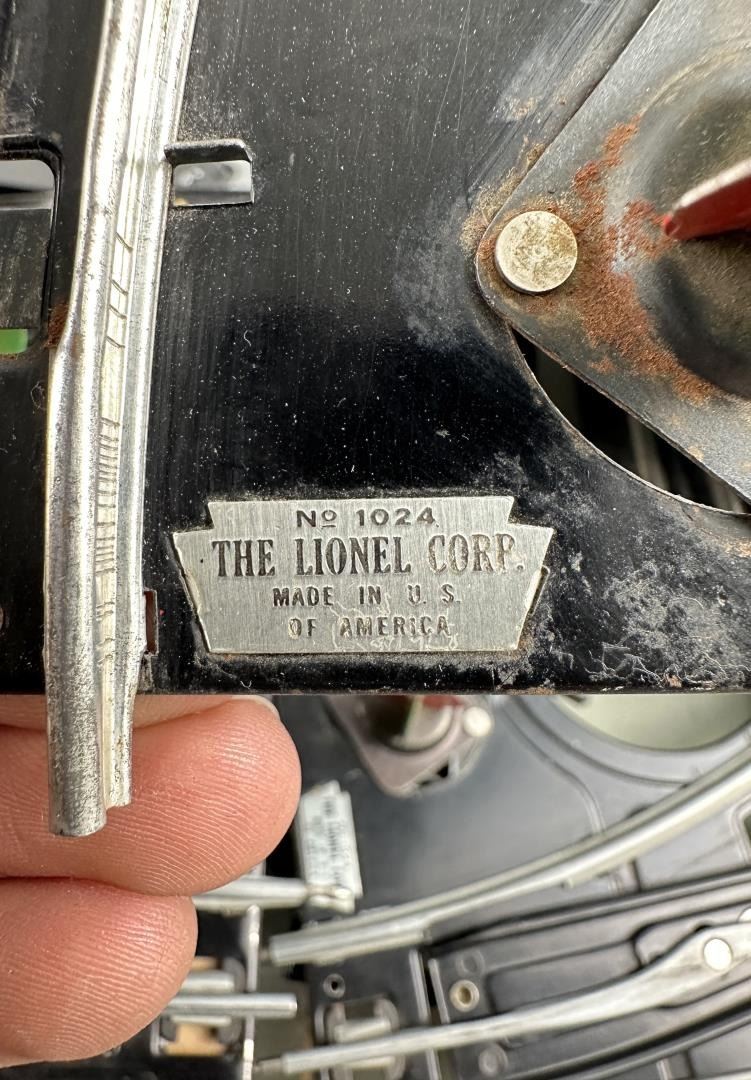 Nº 1024
THE LIONEL CORP.
MADE IN U. S.
OF AMERICA